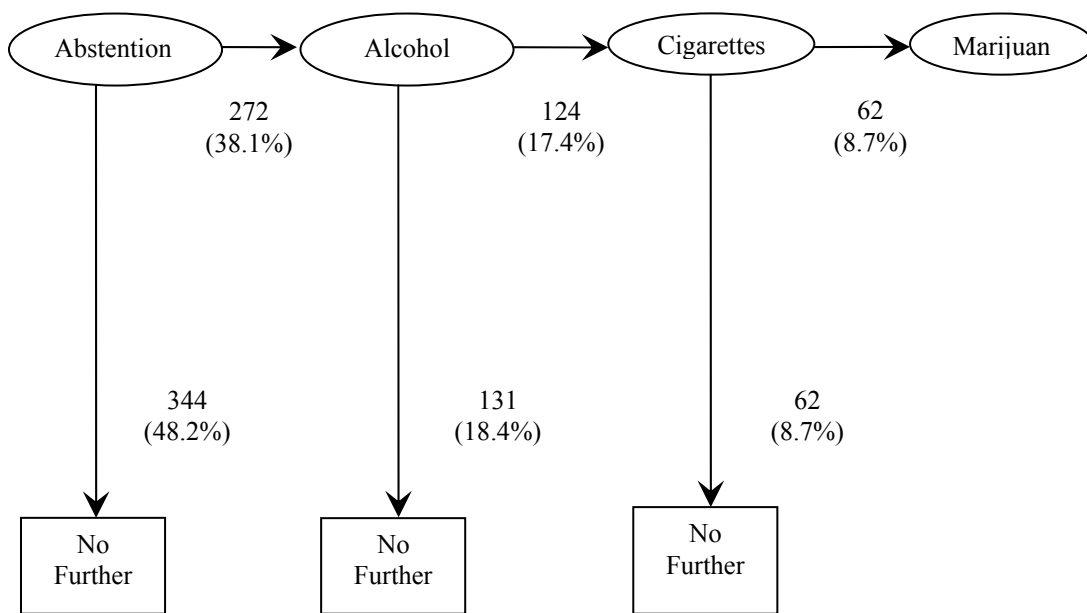 Abstention
Alcohol
Cigarettes
Marijuan
272
(38.1%)
124
(17.4%)
62
(8.7%)
344
(48.2%)
131
(18.4%)
62
(8.7%)
No
Further
No
Further
No
Further